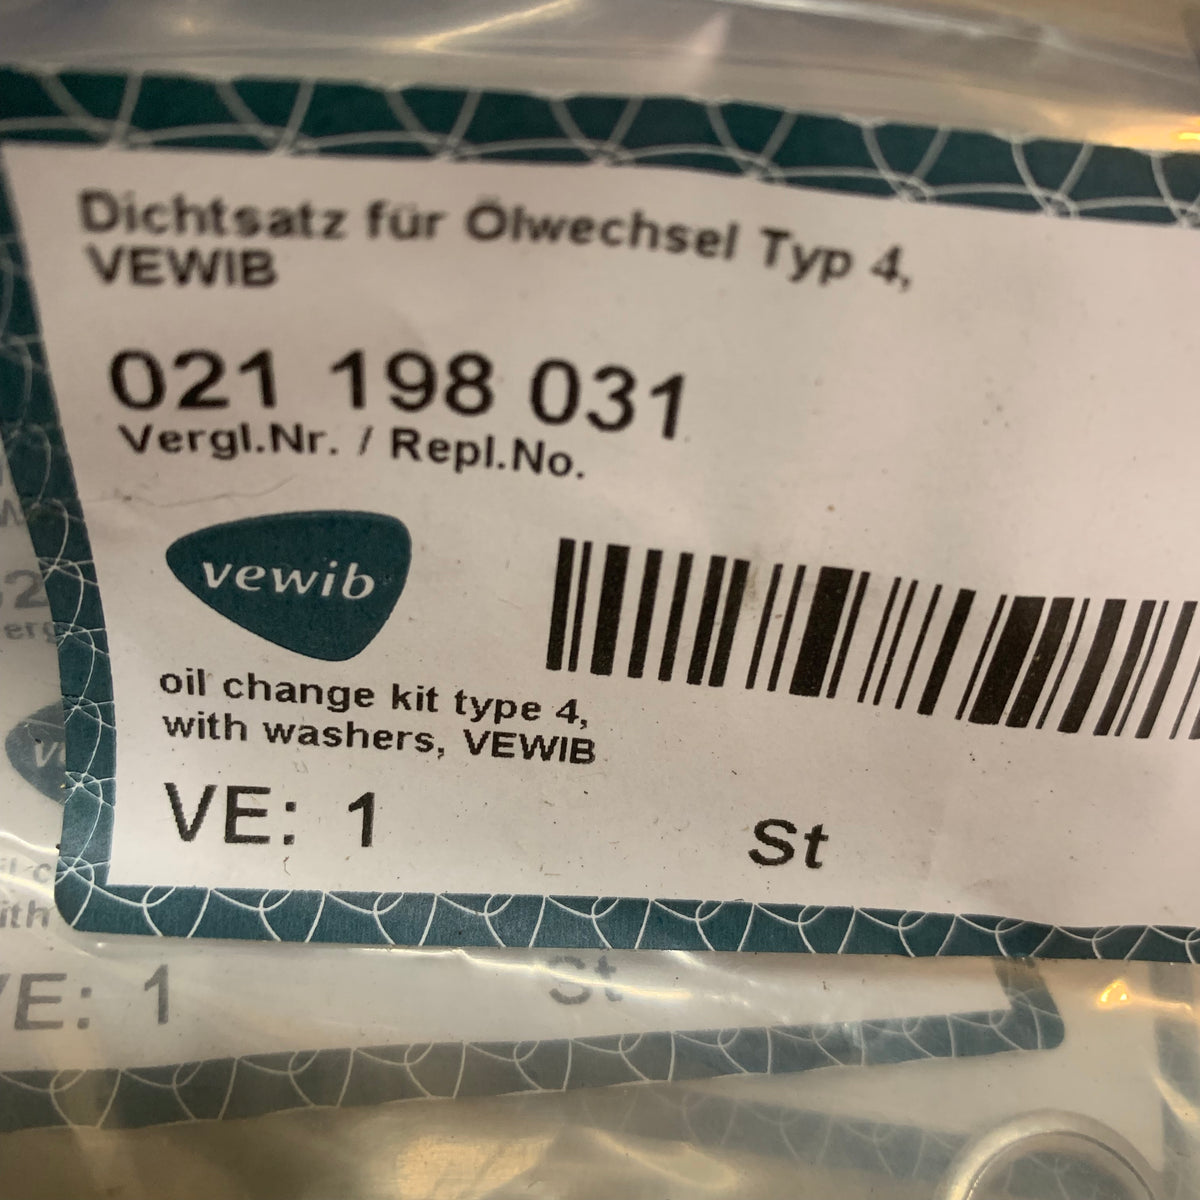 Dichtsatz für Ölwechsel Typ 4,
VEWIB
021 198 031
Vergl.Nr. / Repl.No.
vewib
oil change kit type 4,
with washers, VEWIB
VE: 1 St
VE: 1 St